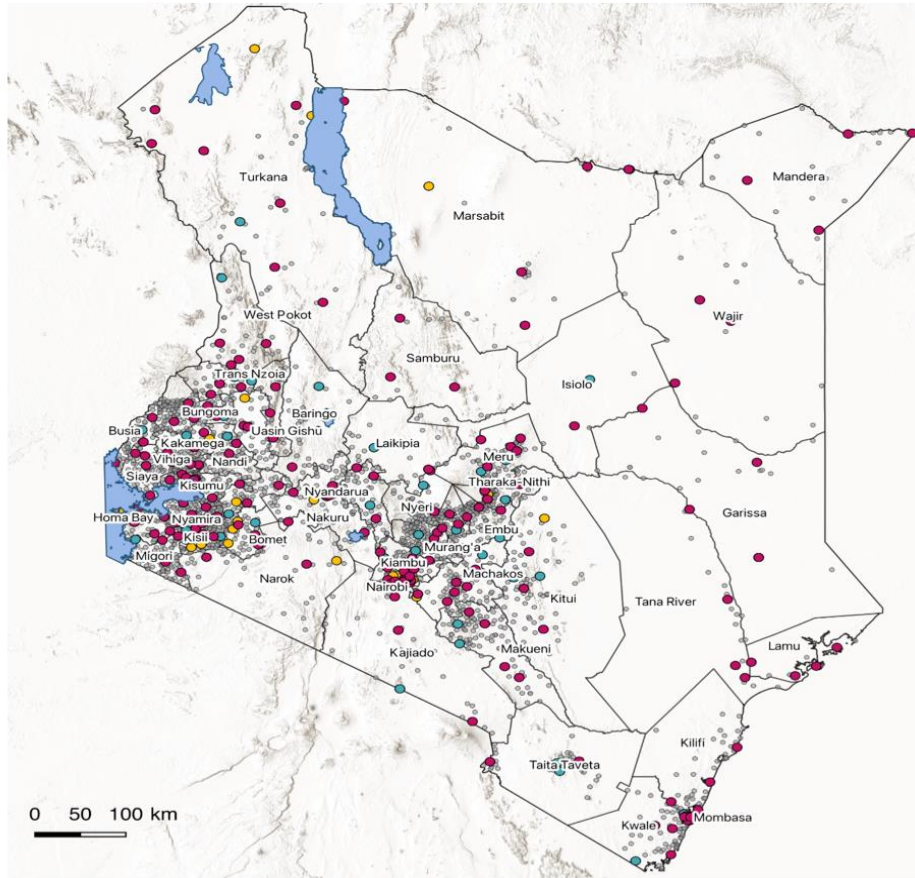 Turkana
Mandera
Marsabit
West Pokot
Wajir
Samburu
Trans Nzoia
Isiolo
Bungoma
Baringo
Busia
Uasin Gishu
Kakamega
Laikipia
Vihiga
Nandi
Meru
Siaya
Tharaka-Nithi
Kisumu
Nyandarua
Nyeri
Garissa
Homa Bay
Nyamira
Nakuru
Embu
Kisii
Bomet
Murang'a
Migori
Kiambu
Narok
Machakos
Nairobi
Kitui
Tana River
Kajiado
Makueni
Lamu
Kilifi
Taita Taveta
0 50 100 km
Kwale
Mombasa